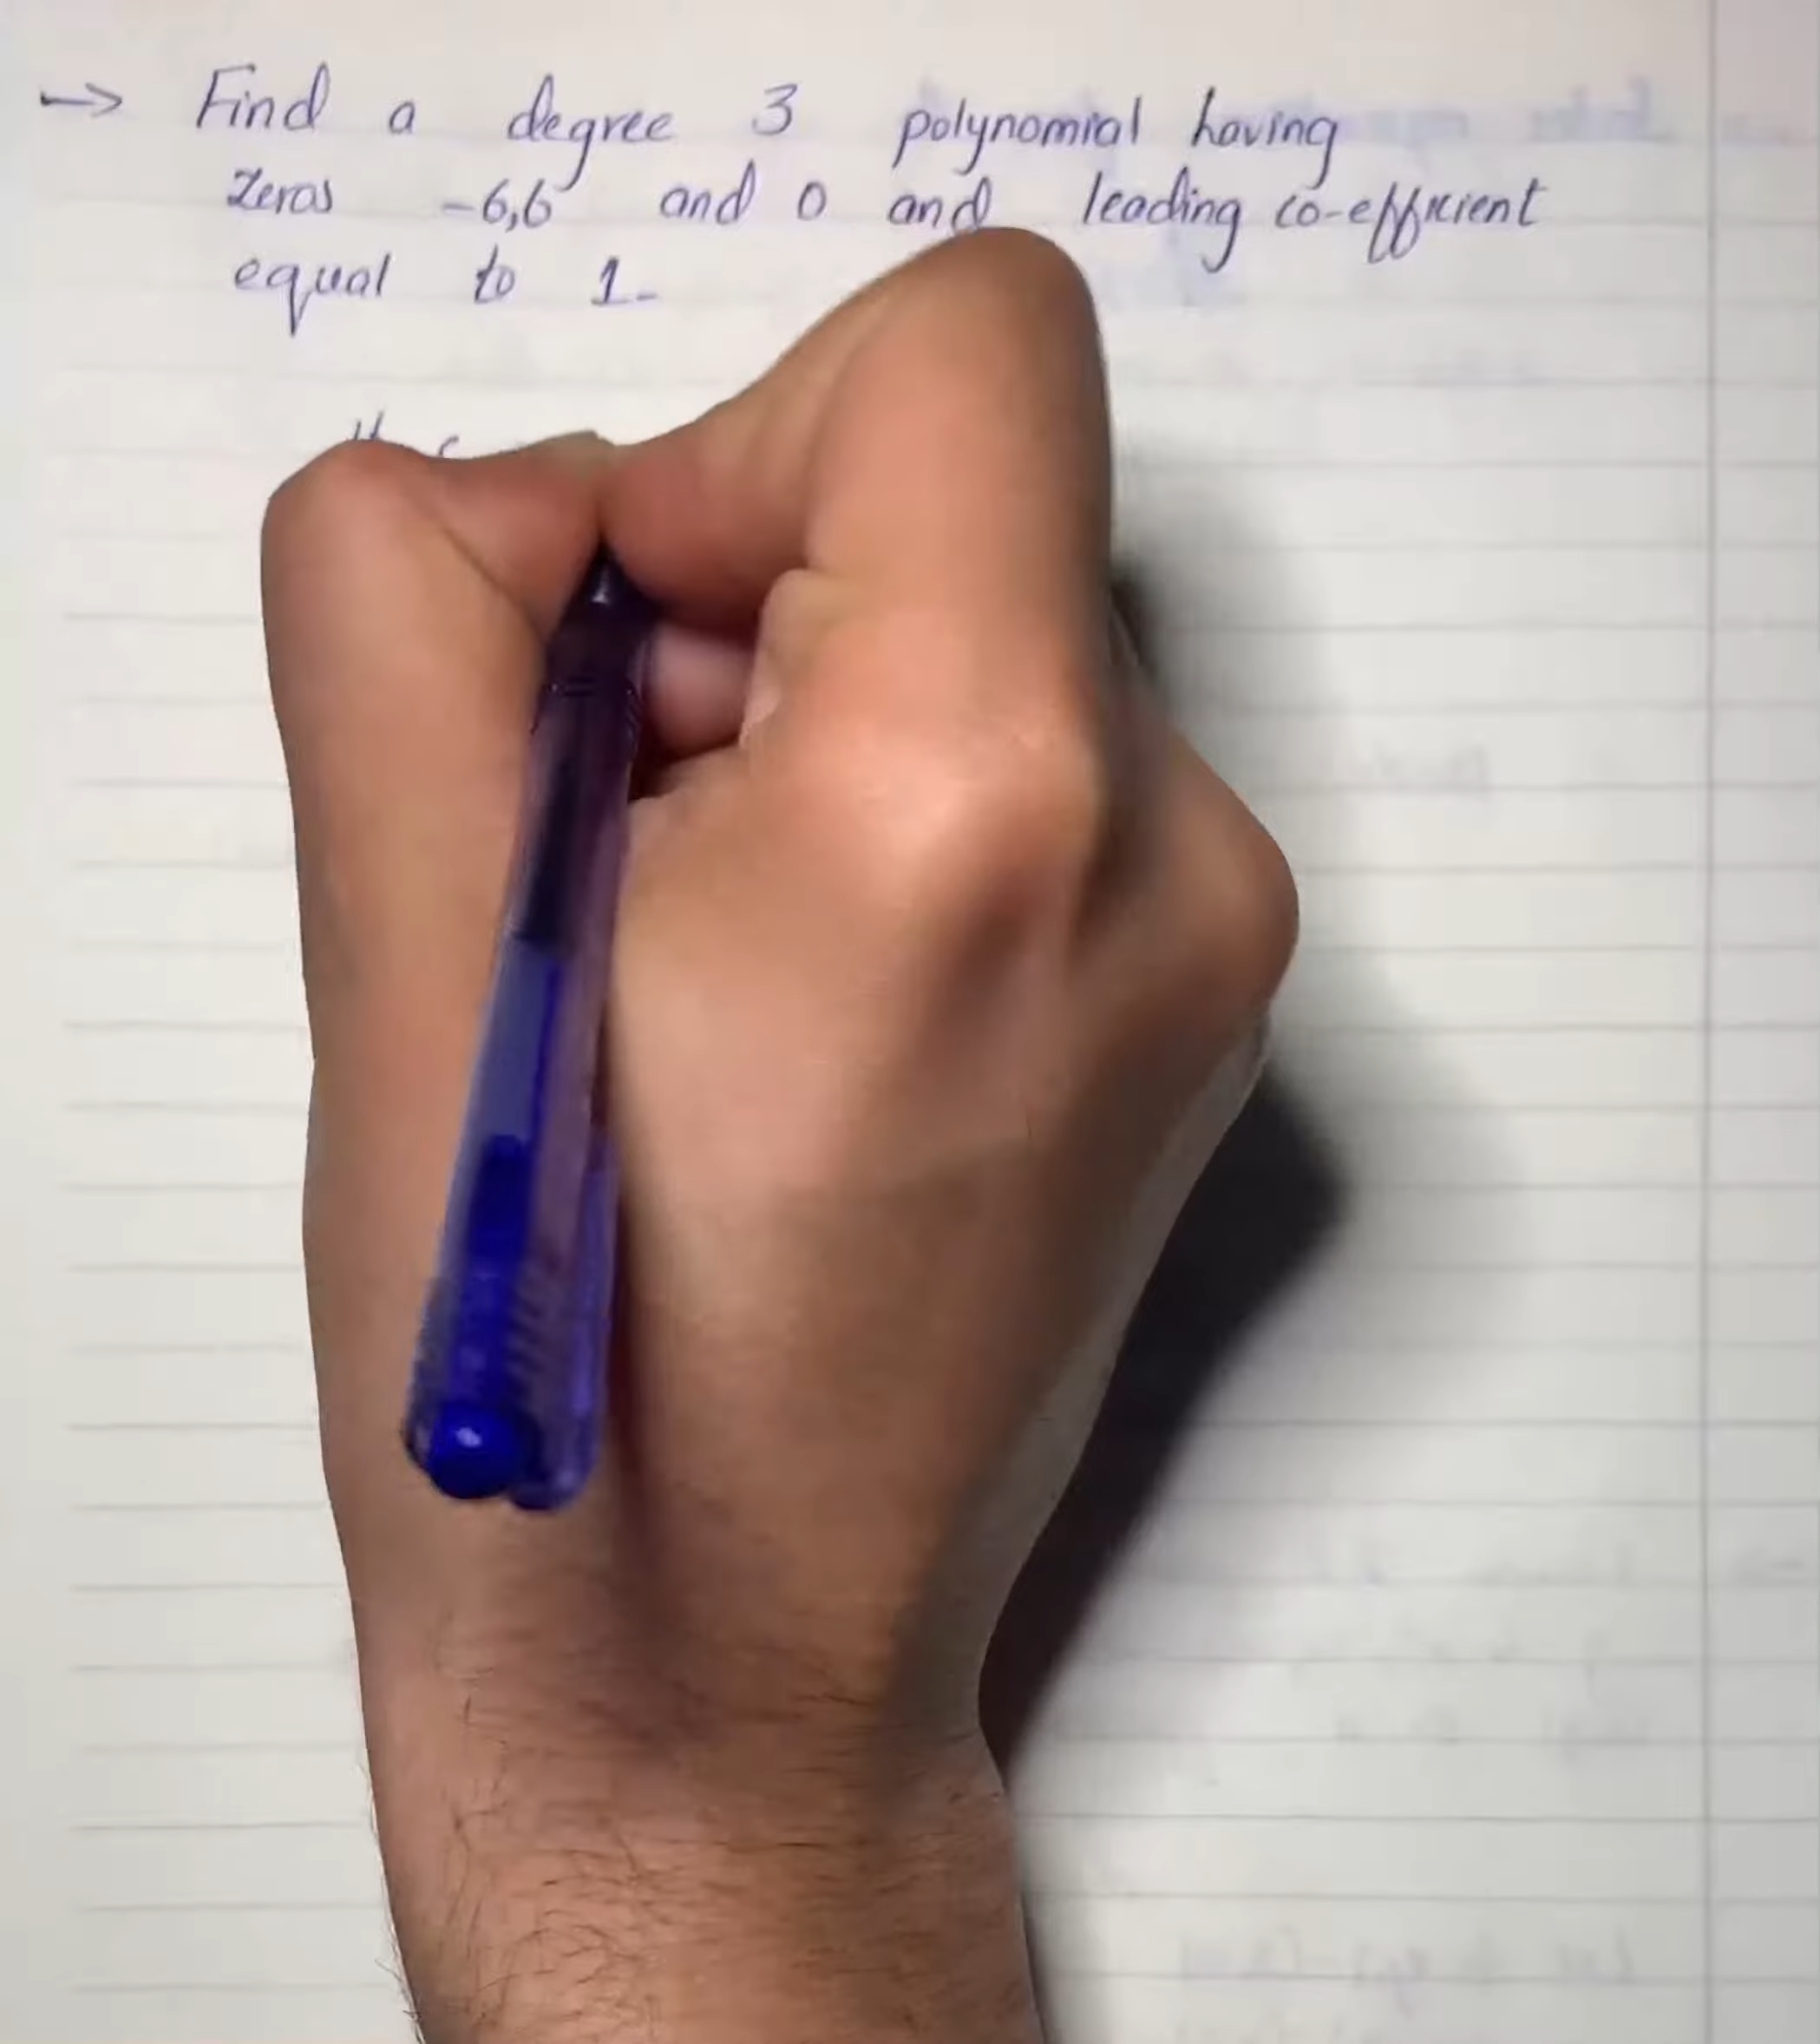 → Find a degree 3 polynomial having
zeros -6,6 and 0 and leading co-efficient
equal to 1-